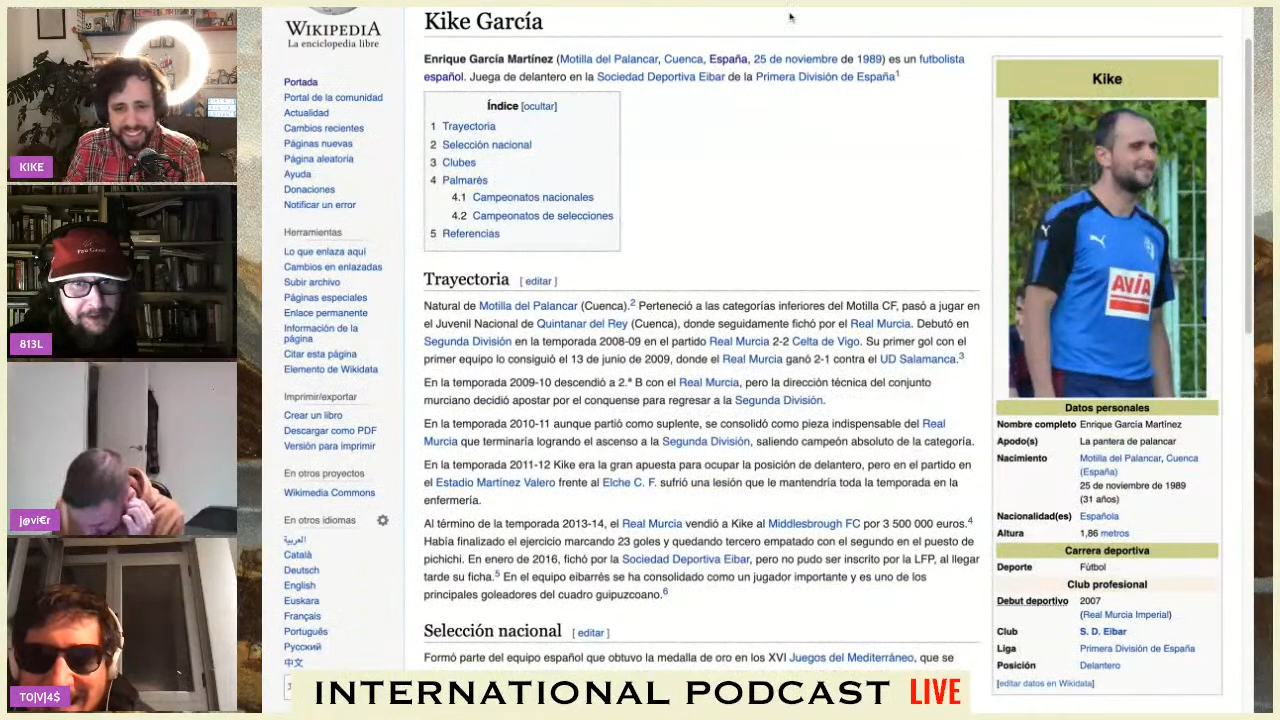 KIKE
813L
j@vi€r
TO|V|4$
WIKIPEDIA
La enciclopedia libre
Portada
Portal de la comunidad
Actualidad
Cambios recientes
Páginas nuevas
Página aleatoria
Ayuda
Donaciones
Notificar un error
Herramientas
Lo que enlaza aquí
Cambios en enlazadas
Subir archivo
Páginas especiales
Enlace permanente
Información de la
página
Citar esta página
Elemento de Wikidata
Imprimir/exportar
Crear un libro
Descargar como PDF
Versión para imprimir
En otros proyectos
Wikimedia Commons
En otros idiomas
العربية
Català
Deutsch
English
Euskara
Français
Português
Русский
中文
Kike García
Enrique García Martínez (Motilla del Palancar, Cuenca, España, 25 de noviembre de 1989) es un futbolista
español. Juega de delantero en la Sociedad Deportiva Eibar de la Primera División de España1
Índice [ocultar]
1 Trayectoria
2 Selección nacional
3 Clubes
4 Palmarés
4.1 Campeonatos nacionales
4.2 Campeonatos de selecciones
5 Referencias
Trayectoria [ editar ]
Natural de Motilla del Palancar (Cuenca).2 Perteneció a las categorías inferiores del Motilla CF, pasó a jugar en
el Juvenil Nacional de Quintanar del Rey (Cuenca), donde seguidamente fichó por el Real Murcia. Debutó en
Segunda División en la temporada 2008-09 en el partido Real Murcia 2-2 Celta de Vigo. Su primer gol con el
primer equipo lo consiguió el 13 de junio de 2009, donde el Real Murcia ganó 2-1 contra el UD Salamanca.3
En la temporada 2009-10 descendió a 2.ª B con el Real Murcia, pero la dirección técnica del conjunto
murciano decidió apostar por el conquense para regresar a la Segunda División.
En la temporada 2010-11 aunque partió como suplente, se consolidó como pieza indispensable del Real
Murcia que terminaría logrando el ascenso a la Segunda División, saliendo campeón absoluto de la categoría.
En la temporada 2011-12 Kike era la gran apuesta para ocupar la posición de delantero, pero en el partido en
el Estadio Martínez Valero frente al Elche C. F. sufrió una lesión que le mantendría toda la temporada en la
enfermería.
Al término de la temporada 2013-14, el Real Murcia vendió a Kike al Middlesbrough FC por 3 500 000 euros.4
Había finalizado el ejercicio marcando 23 goles y quedando tercero empatado con el segundo en el puesto de
pichichi. En enero de 2016, fichó por la Sociedad Deportiva Eibar, pero no pudo ser inscrito por la LFP, al llegar
tarde su ficha.5 En el equipo eibarrés se ha consolidado como un jugador importante y es uno de los
principales goleadores del cuadro guipuzcoano.6
Selección nacional [ editar ]
Formó parte del equipo español que obtuvo la medalla de oro en los XVI Juegos del Mediterráneo, que se
Kike
AVIA
Datos personales
Nombre completo Enrique García Martínez
Apodo(s) La pantera de palancar
Nacimiento Motilla del Palancar, Cuenca
(España)
25 de noviembre de 1989
(31 años)
Nacionalidad(es) Española
Altura 1,86 metros
Carrera deportiva
Deporte Fútbol
Club profesional
Debut deportivo 2007
(Real Murcia Imperial)
Club S. D. Eibar
Liga Primera División de España
Posición Delantero
[editar datos en Wikidata]
INTERNATIONAL PODCAST LIVE